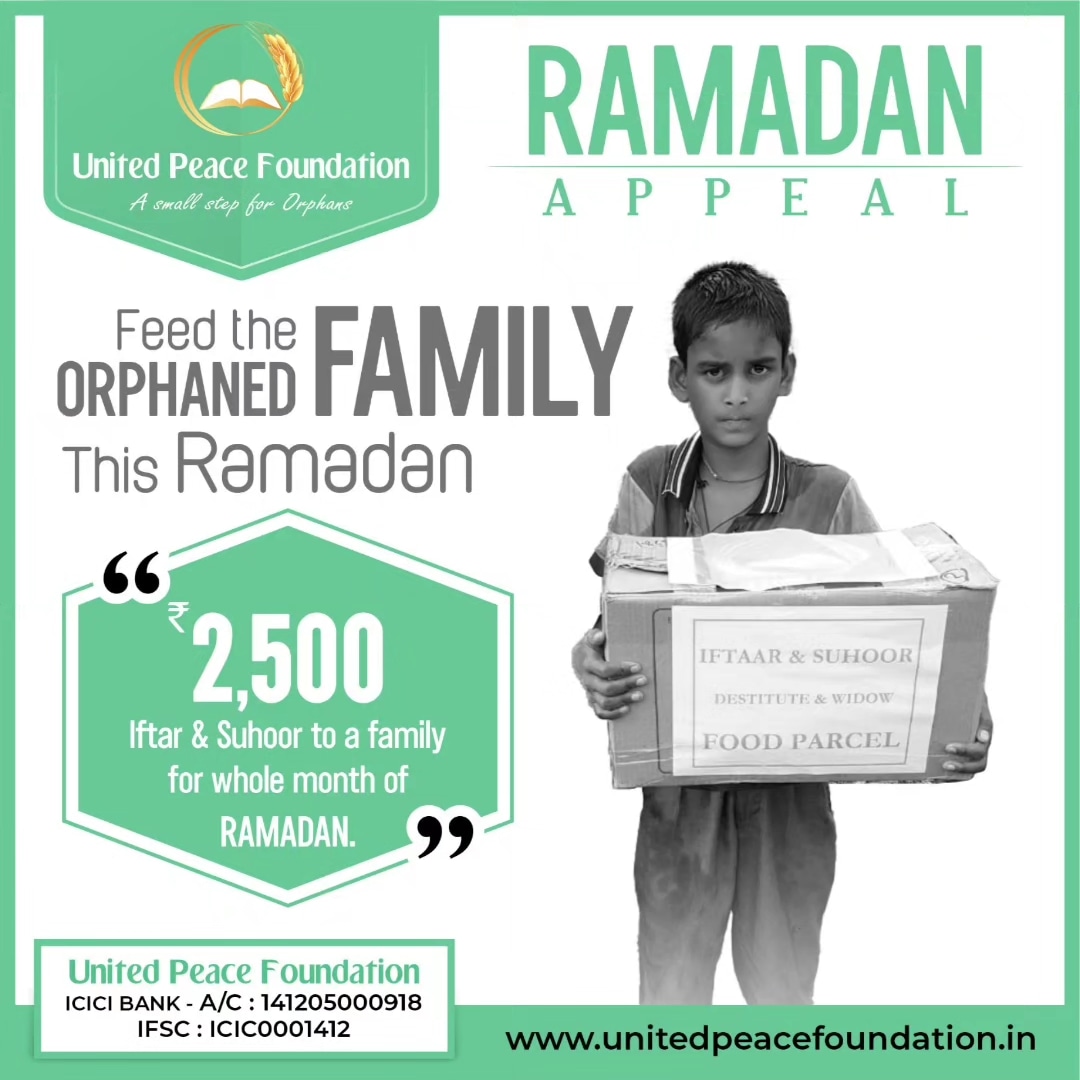 United Peace Foundation
A small step for Orphans
RAMADAN
APPEAL
Feed the
ORPHANED FAMILY
This Ramadan
“
₹2,500
Iftar & Suhoor to a family
for whole month of
RAMADAN.
”
IFTAAR & SUHOOR
DESTITUTE & WIDOW
FOOD PARCEL
United Peace Foundation
ICICI BANK - A/C : 141205000918
IFSC : ICIC0001412
www.unitedpeacefoundation.in